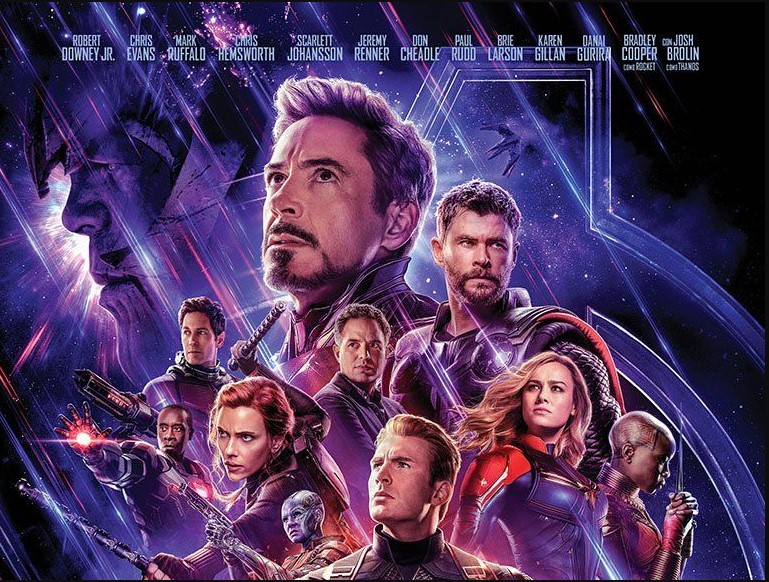 ROBERT DOWNEY JR.
CHRIS EVANS
MARK RUFFALO
CHRIS HEMSWORTH
SCARLETT JOHANSSON
JEREMY RENNER
DON CHEADLE
PAUL RUDD
BRIE LARSON
KAREN GILLAN
DANAI GURIRA
BRADLEY COOPER COMO ROCKET
CON JOSH BROLIN COMO THANOS